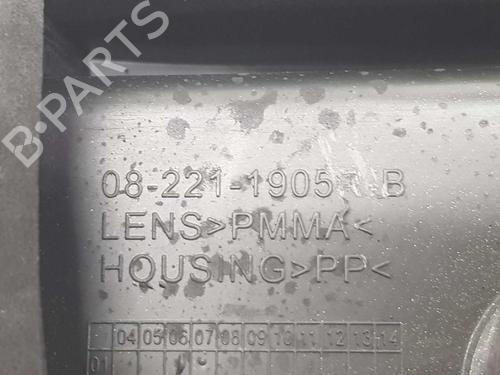 B-PARTS
08-221-1905
B
LENS>PMMA<
HOUSING>PP<
04 05 06 07 08 09 10 11 12 13 14
01